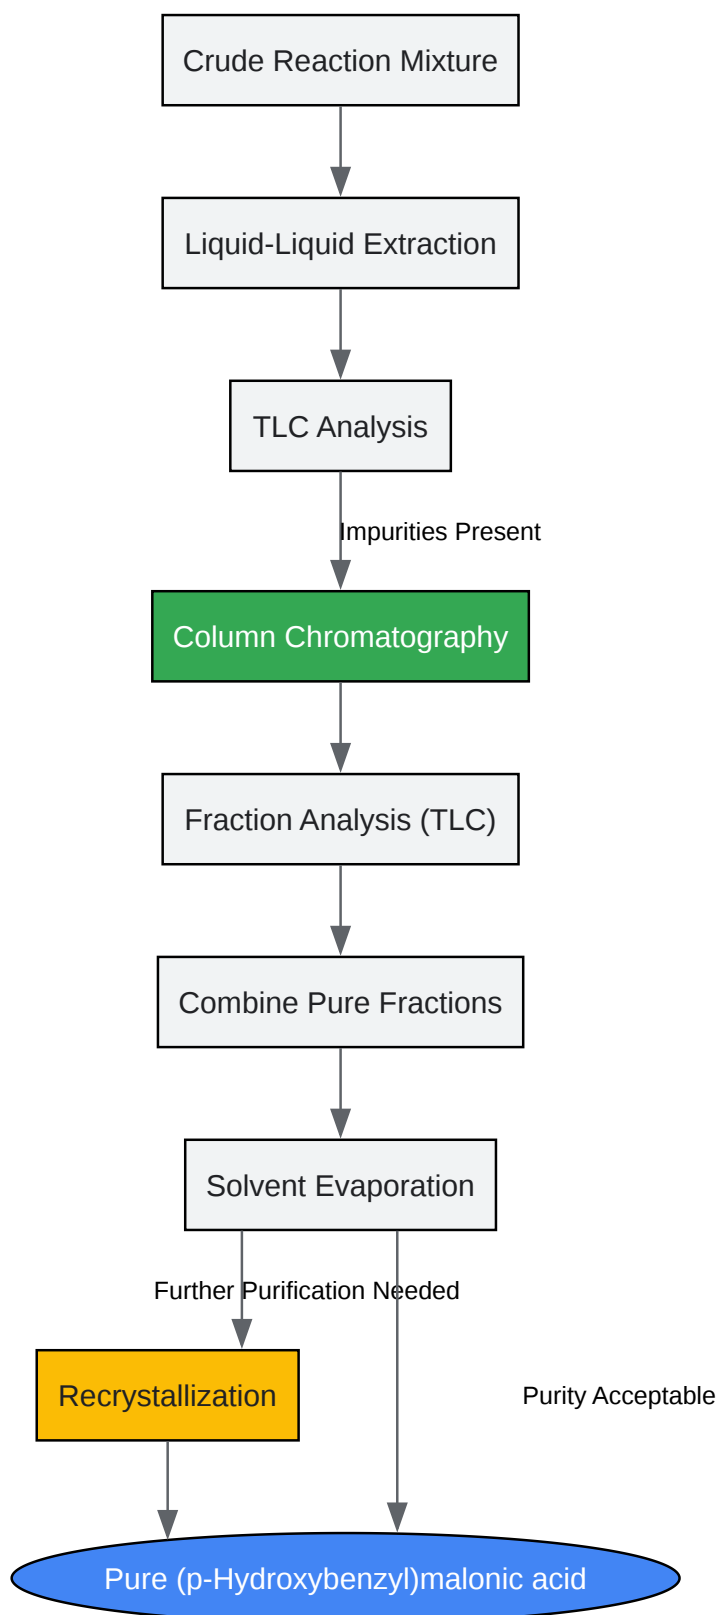 Crude Reaction Mixture
Liquid-Liquid Extraction
TLC Analysis
Impurities Present
Column Chromatography
Fraction Analysis (TLC)
Combine Pure Fractions
Solvent Evaporation
Further Purification Needed
Recrystallization
Purity Acceptable
Pure (p-Hydroxybenzyl)malonic acid